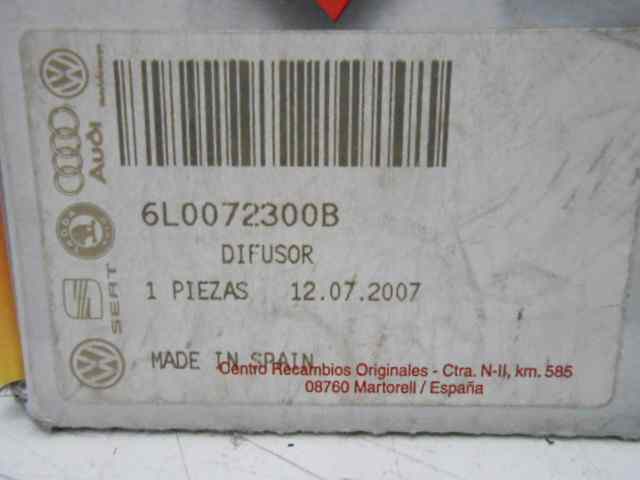 6L0072300B
DIFUSOR
1 PIEZAS 12.07.2007
MADE IN SPAIN
Centro Recambios Originales - Ctra. N-II, km. 585
08760 Martorell / España
Audi
SEAT